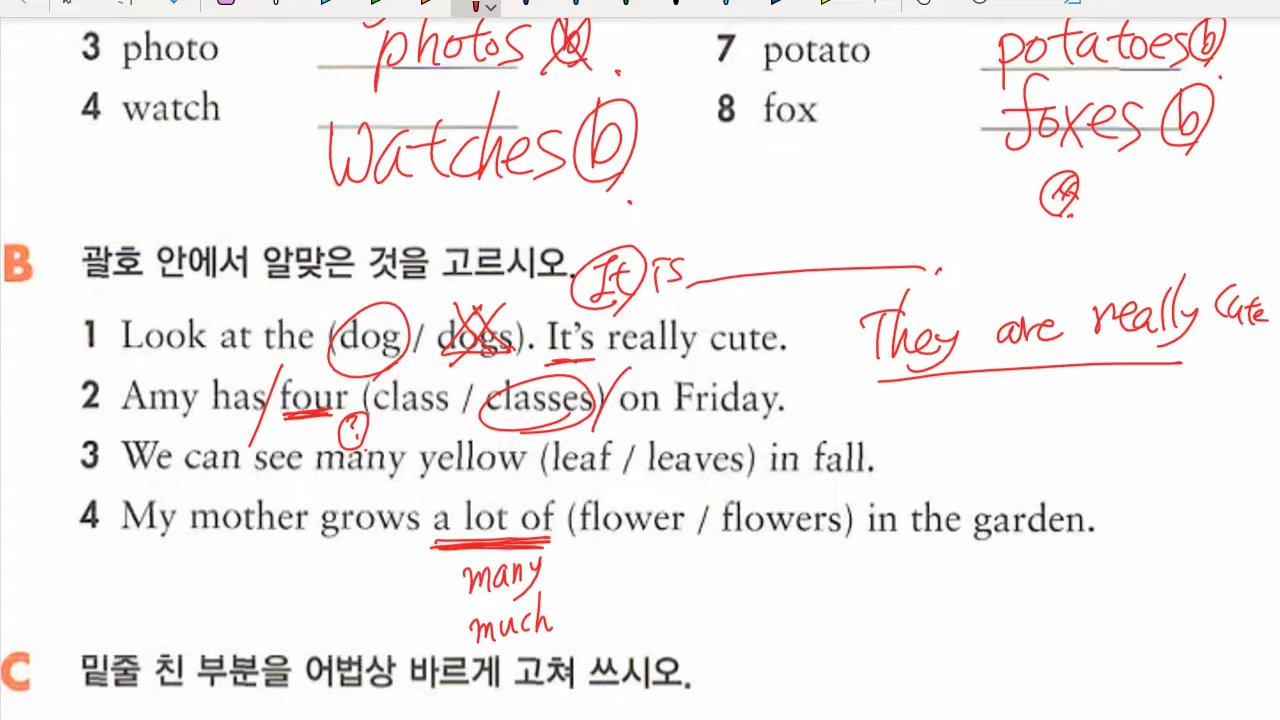 3 photo photos 7 potato potatoes b
4 watch watches b 8 fox foxes b
B 괄호 안에서 알맞은 것을 고르시오. It is
1 Look at the (dog / dogs). It's really cute. They are really cute
2 Amy has four (class / classes) on Friday.
?
3 We can see many yellow (leaf / leaves) in fall.
4 My mother grows a lot of (flower / flowers) in the garden.
many
much
C 밑줄 친 부분을 어법상 바르게 고쳐 쓰시오.